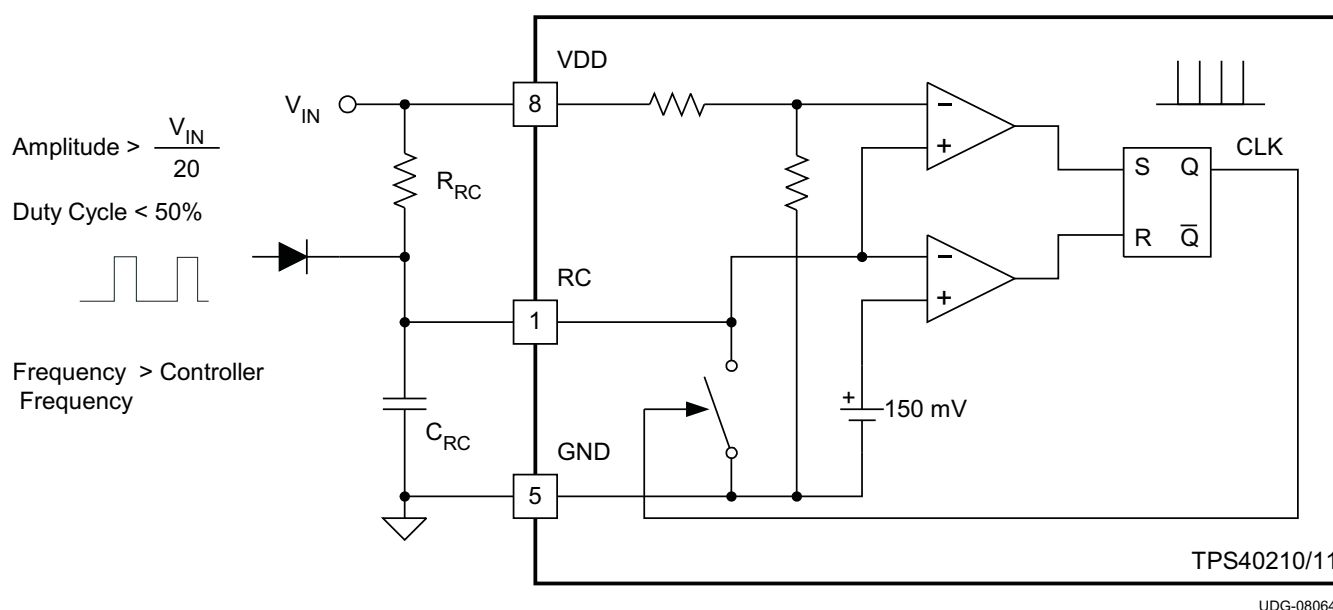 VDD
V_IN
8
Amplitude > V_IN / 20
R_RC
Duty Cycle < 50%
−
+
CLK
S Q
R Q̅
RC
1
−
+
Frequency > Controller
Frequency
C_RC
+
150 mV
GND
5
TPS40210/11
UDG-08064